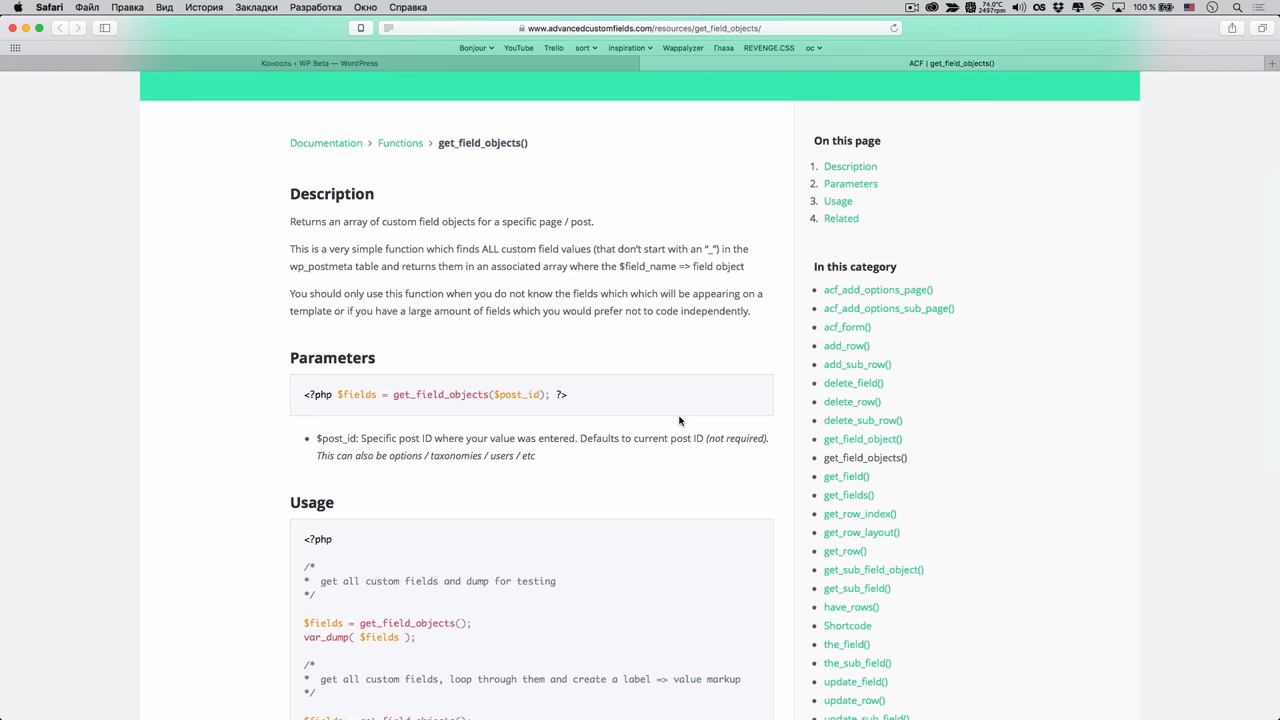 Safari Файл Правка Вид История Закладки Разработка Окно Справка
74.0°C
2497rpm
100 %
www.advancedcustomfields.com/resources/get_field_objects/
Bonjour YouTube Trello sort inspiration Wappalyzer Глаза REVENGE.CSS oc
Консоль ‹ WP Beta — WordPress
ACF | get_field_objects()
Documentation > Functions > get_field_objects()
Description
Returns an array of custom field objects for a specific page / post.
This is a very simple function which finds ALL custom field values (that don't start with an “_”) in the
wp_postmeta table and returns them in an associated array where the $field_name => field object
You should only use this function when you do not know the fields which which will be appearing on a
template or if you have a large amount of fields which you would prefer not to code independently.
Parameters
<?php $fields = get_field_objects($post_id); ?>
• $post_id: Specific post ID where your value was entered. Defaults to current post ID (not required).
This can also be options / taxonomies / users / etc
Usage
<?php
/*
* get all custom fields and dump for testing
*/
$fields = get_field_objects();
var_dump( $fields );
/*
* get all custom fields, loop through them and create a label => value markup
*/
$fields = get_field_objects();
On this page
1. Description
2. Parameters
3. Usage
4. Related
In this category
• acf_add_options_page()
• acf_add_options_sub_page()
• acf_form()
• add_row()
• add_sub_row()
• delete_field()
• delete_row()
• delete_sub_row()
• get_field_object()
• get_field_objects()
• get_field()
• get_fields()
• get_row_index()
• get_row_layout()
• get_row()
• get_sub_field_object()
• get_sub_field()
• have_rows()
• Shortcode
• the_field()
• the_sub_field()
• update_field()
• update_row()
• update_sub_field()